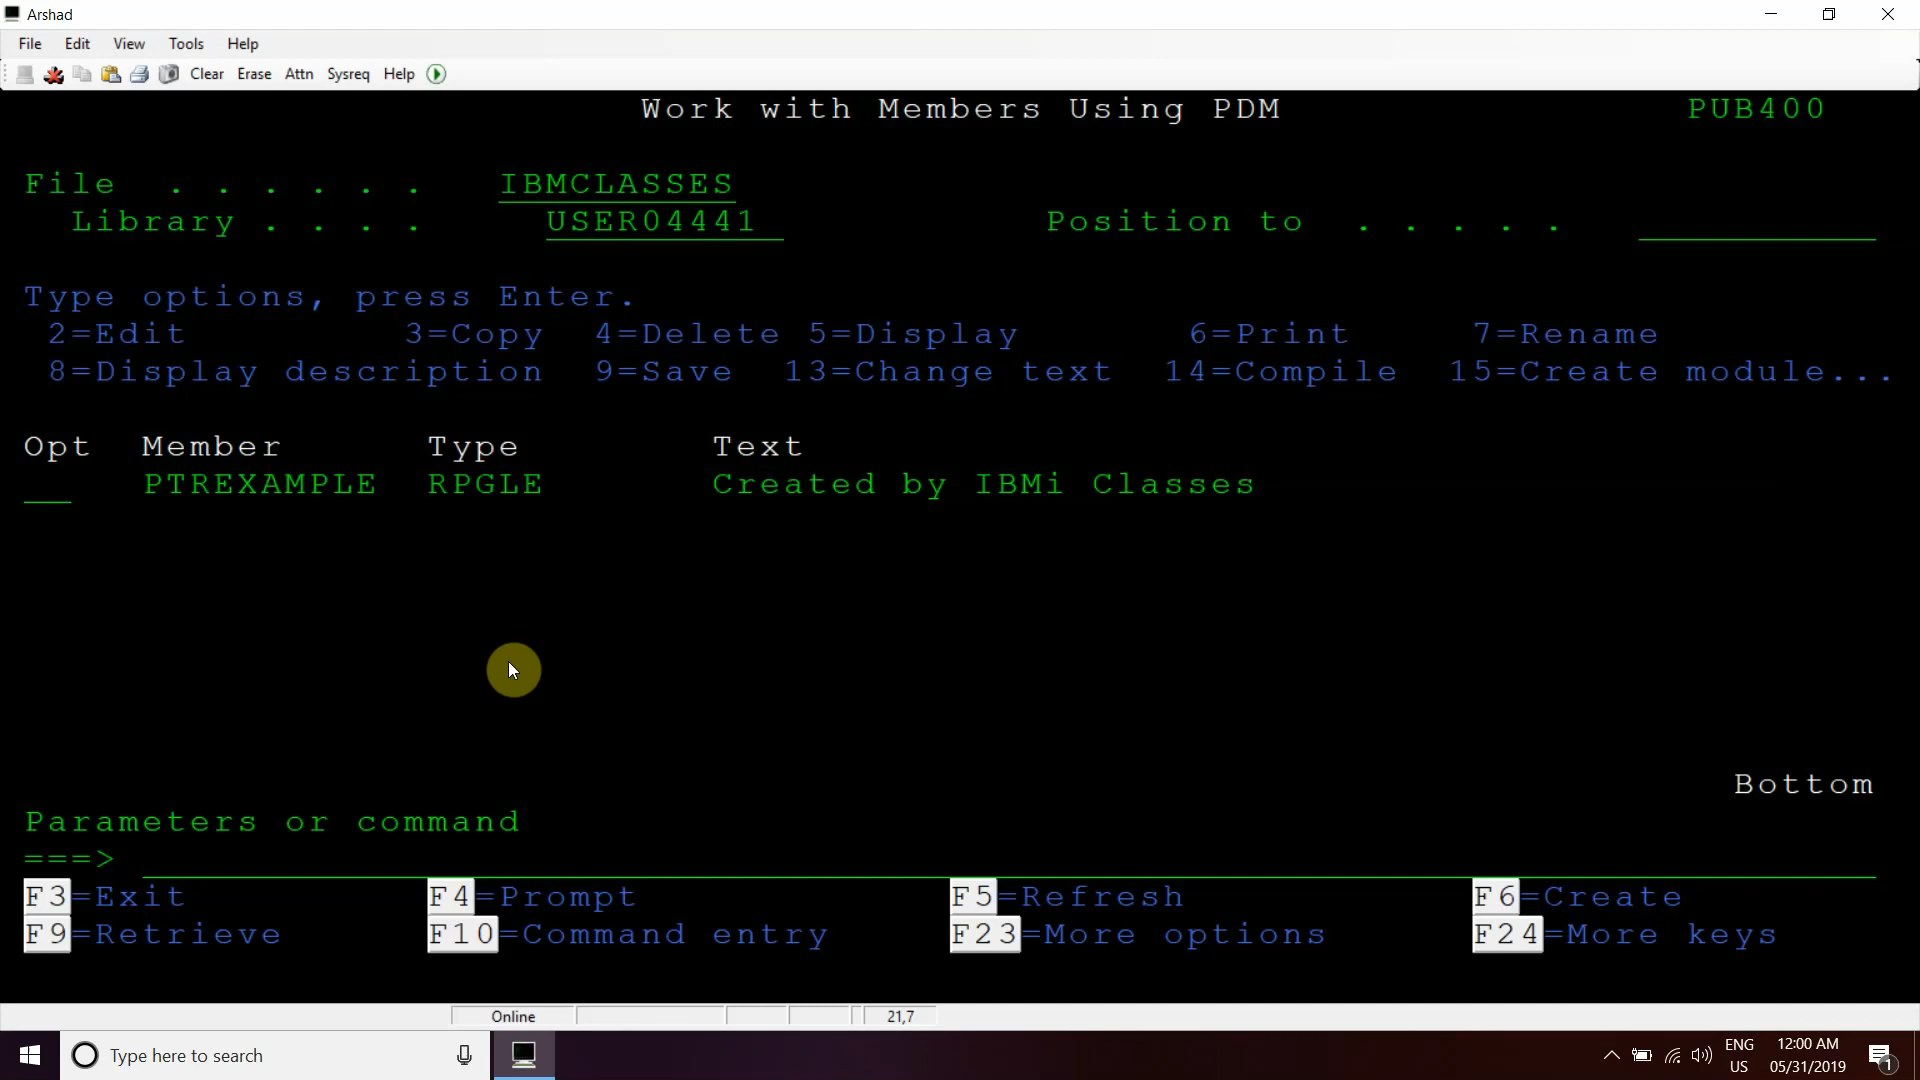 Arshad
File Edit View Tools Help
Clear Erase Attn Sysreq Help
Work with Members Using PDM PUB400
File . . . . . . IBMCLASSES
Library . . . . USER04441 Position to . . . . .
Type options, press Enter.
2=Edit 3=Copy 4=Delete 5=Display 6=Print 7=Rename
8=Display description 9=Save 13=Change text 14=Compile 15=Create module...
Opt Member Type Text
PTREXAMPLE RPGLE Created by IBMi Classes
Bottom
Parameters or command
===>
F3=Exit F4=Prompt F5=Refresh F6=Create
F9=Retrieve F10=Command entry F23=More options F24=More keys
Online 21,7
Type here to search ENG 12:00 AM
US 05/31/2019 1